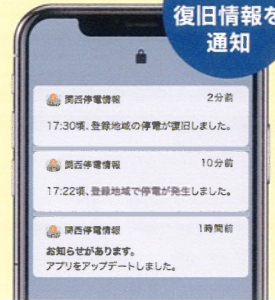 復旧情報を
通知
関西停電情報 2分前
17:30頃、登録地域の停電が復旧しました。
関西停電情報 10分前
17:22頃、登録地域で停電が発生しました。
関西停電情報 1時間前
お知らせがあります。
アプリをアップデートしました。